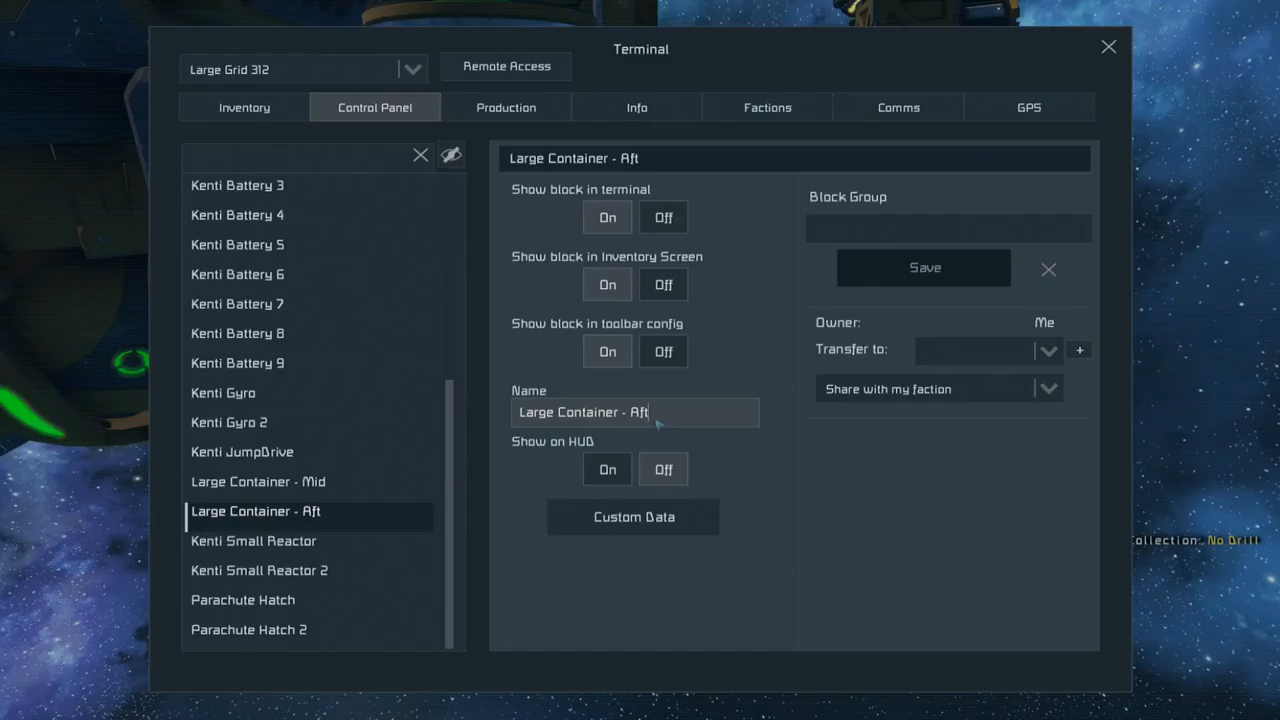 Terminal
Large Grid 312
Remote Access
Inventory
Control Panel
Production
Info
Factions
Comms
GPS
Kenti Battery 3
Kenti Battery 4
Kenti Battery 5
Kenti Battery 6
Kenti Battery 7
Kenti Battery 8
Kenti Battery 9
Kenti Gyro
Kenti Gyro 2
Kenti JumpDrive
Large Container - Mid
Large Container - Aft
Kenti Small Reactor
Kenti Small Reactor 2
Parachute Hatch
Parachute Hatch 2
Large Container - Aft
Show block in terminal
On Off
Show block in Inventory Screen
On Off
Show block in toolbar config
On Off
Name
Large Container - Aft
Show on HUD
On Off
Custom Data
Block Group
Save
Owner: Me
Transfer to:
+
Share with my faction
ollection: No Drill